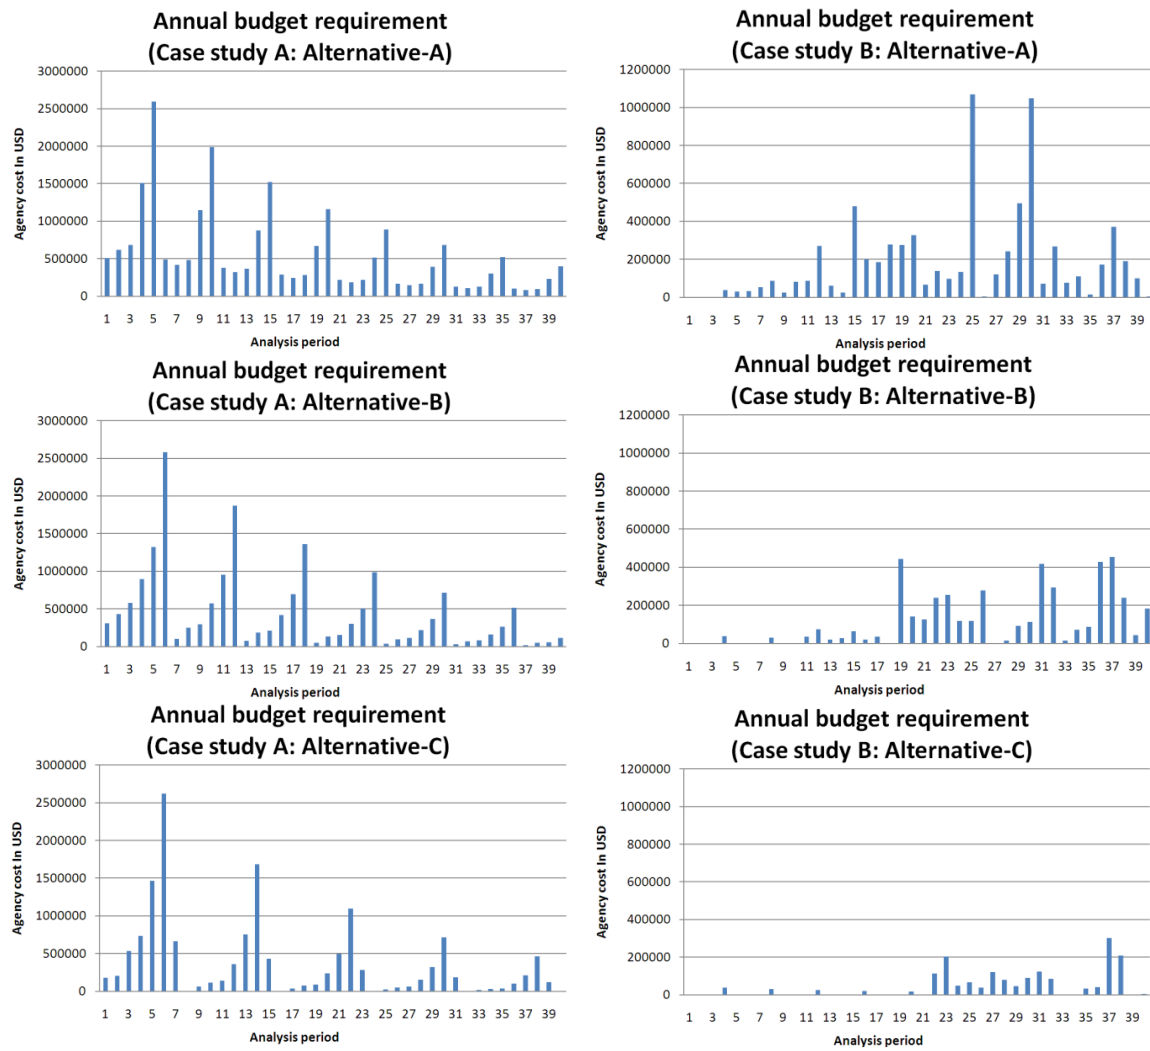 Annual budget requirement
(Case study A: Alternative-A)
3000000
2500000
2000000
1500000
1000000
500000
0
Agency cost In USD
1 3 5 7 9 11 13 15 17 19 21 23 25 27 29 31 33 35 37 39
Analysis period
Annual budget requirement
(Case study B: Alternative-A)
1200000
1000000
800000
600000
400000
200000
0
Agency cost In USD
1 3 5 7 9 11 13 15 17 19 21 23 25 27 29 31 33 35 37 39
Analysis period
Annual budget requirement
(Case study A: Alternative-B)
3000000
2500000
2000000
1500000
1000000
500000
0
Agency cost In USD
1 3 5 7 9 11 13 15 17 19 21 23 25 27 29 31 33 35 37 39
Analysis period
Annual budget requirement
(Case study B: Alternative-B)
1200000
1000000
800000
600000
400000
200000
0
Agency cost In USD
1 3 5 7 9 11 13 15 17 19 21 23 25 27 29 31 33 35 37 39
Analysis period
Annual budget requirement
(Case study A: Alternative-C)
3000000
2500000
2000000
1500000
1000000
500000
0
Agency cost In USD
1 3 5 7 9 11 13 15 17 19 21 23 25 27 29 31 33 35 37 39
Analysis period
Annual budget requirement
(Case study B: Alternative-C)
1200000
1000000
800000
600000
400000
200000
0
Agency cost In USD
1 3 5 7 9 11 13 15 17 19 21 23 25 27 29 31 33 35 37 39
Analysis period